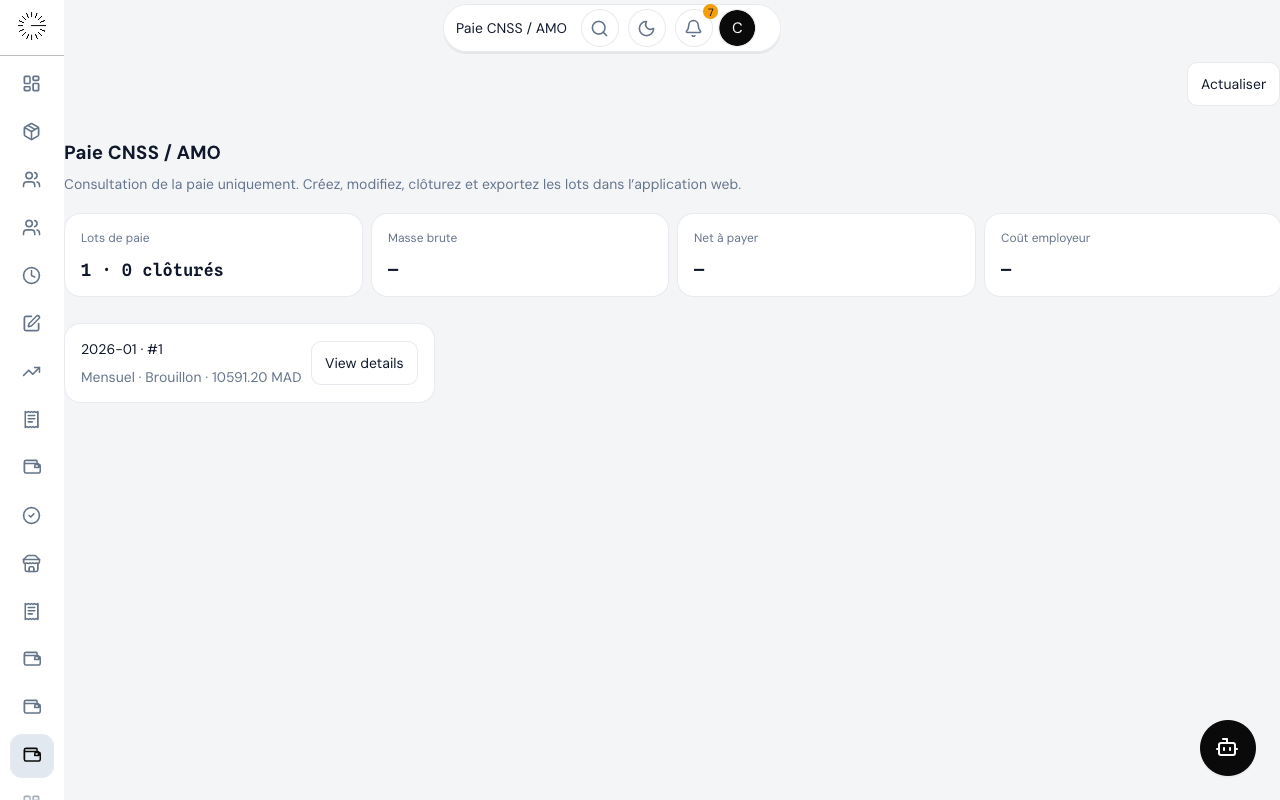 Paie CNSS / AMO
7
C
Actualiser
Paie CNSS / AMO
Consultation de la paie uniquement. Créez, modifiez, clôturez et exportez les lots dans l’application web.
Lots de paie
1 · 0 clôturés
Masse brute
—
Net à payer
—
Coût employeur
—
2026-01 · #1
Mensuel · Brouillon · 10591.20 MAD
View details